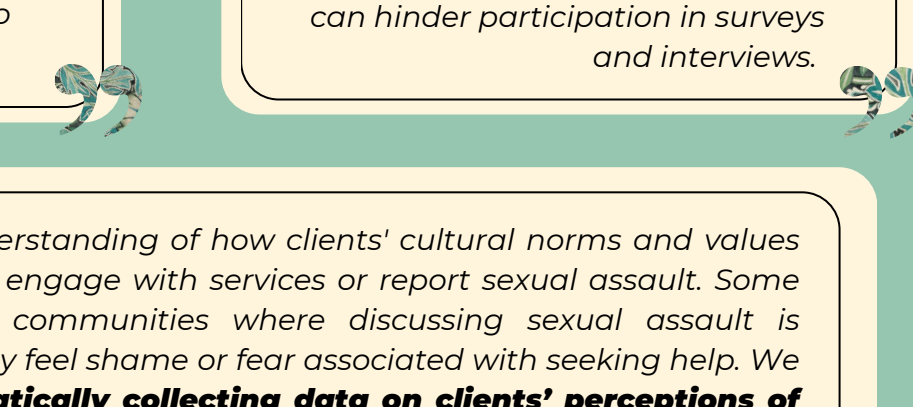 can hinder participation in surveys
and interviews.
of how clients' cultural norms and values
engage with services or report sexual assault. Some
communities where discussing sexual assault is
feel shame or fear associated with seeking help. We
collecting data on clients’ perceptions of